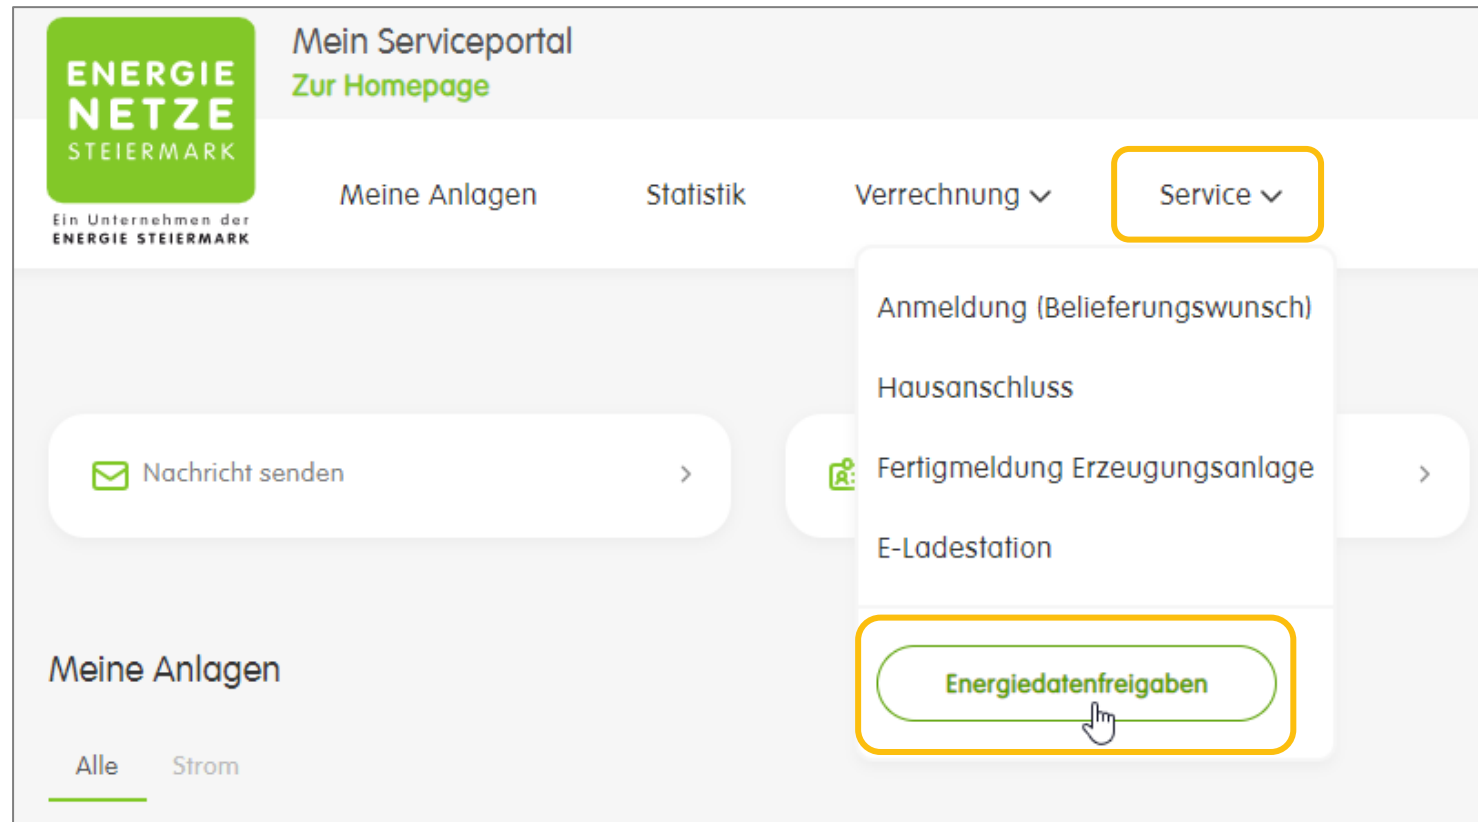 ENERGIE
NETZE
STEIERMARK
Ein Unternehmen der
ENERGIE STEIERMARK
Mein Serviceportal
Zur Homepage
Meine Anlagen
Statistik
Verrechnung
Service
Anmeldung (Belieferungswunsch)
Hausanschluss
Fertigmeldung Erzeugungsanlage
E-Ladestation
Energiedatenfreigaben
Nachricht senden
Meine Anlagen
Alle
Strom